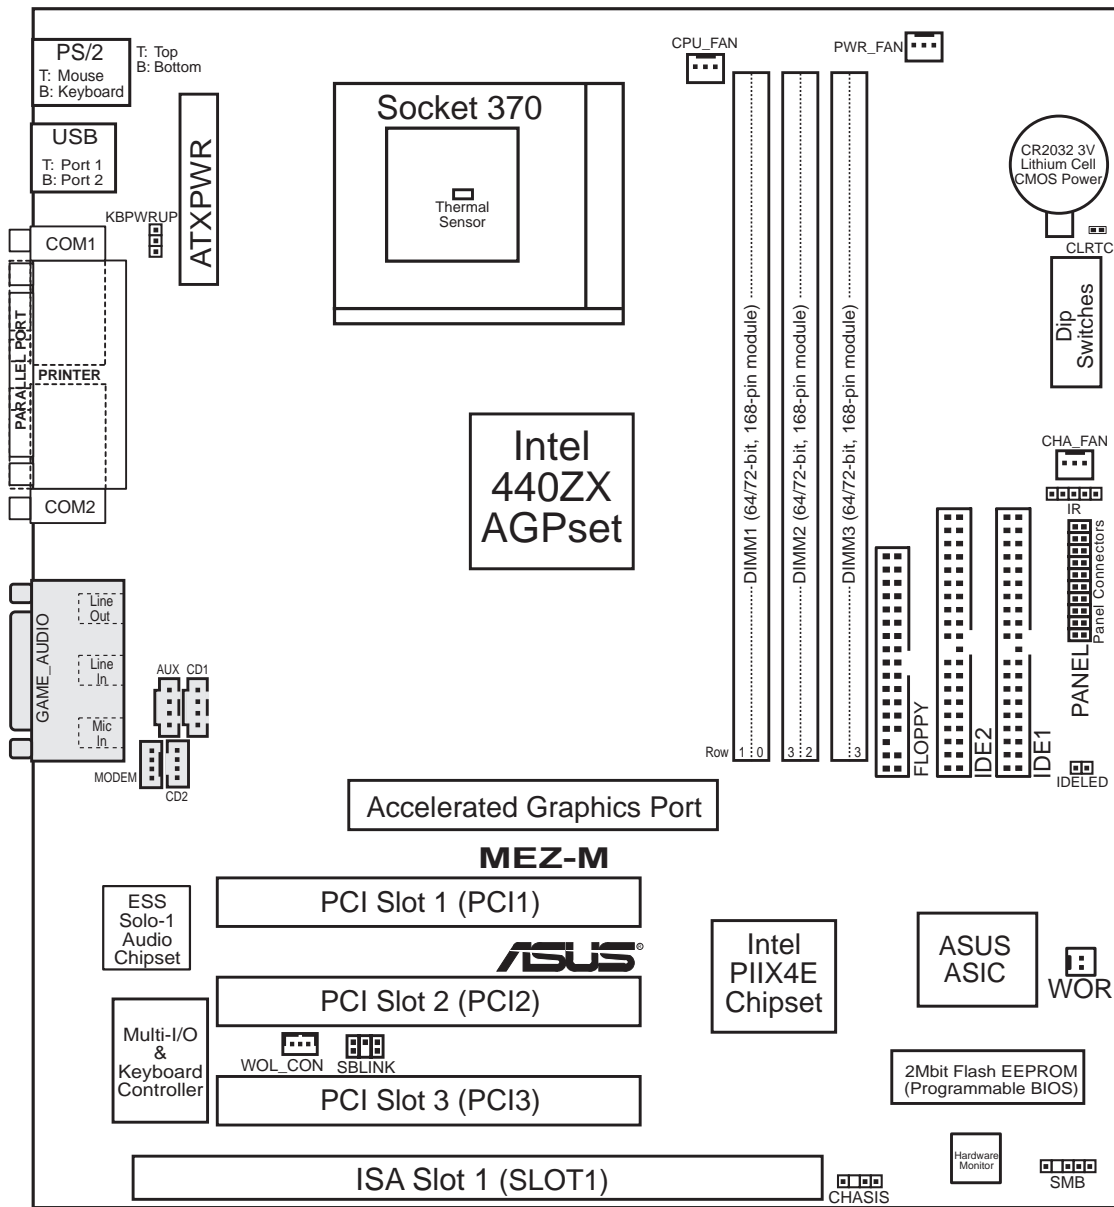 PS/2
T: Mouse
B: Keyboard
T: Top
B: Bottom
USB
T: Port 1
B: Port 2
KBPWRUP
ATXPWR
COM1
PARALLEL PORT
PRINTER
COM2
Socket 370
Thermal
Sensor
CPU_FAN
PWR_FAN
CR2032 3V
Lithium Cell
CMOS Power
CLRTC
Dip
Switches
Intel
440ZX
AGPset
DIMM1 (64/72-bit, 168-pin module)
DIMM2 (64/72-bit, 168-pin module)
DIMM3 (64/72-bit, 168-pin module)
Row
1
0
3
2
3
CHA_FAN
IR
Panel Connectors
PANEL
FLOPPY
IDE2
IDE1
IDELED
GAME_AUDIO
Line
Out
Line
In
Mic
In
AUX
CD1
MODEM
CD2
Accelerated Graphics Port
MEZ-M
ESS
Solo-1
Audio
Chipset
PCI Slot 1 (PCI1)
ASUS®
PCI Slot 2 (PCI2)
Intel
PIIX4E
Chipset
ASUS
ASIC
WOR
Multi-I/O
&
Keyboard
Controller
WOL_CON
SBLINK
PCI Slot 3 (PCI3)
2Mbit Flash EEPROM
(Programmable BIOS)
ISA Slot 1 (SLOT1)
CHASIS
Hardware
Monitor
SMB